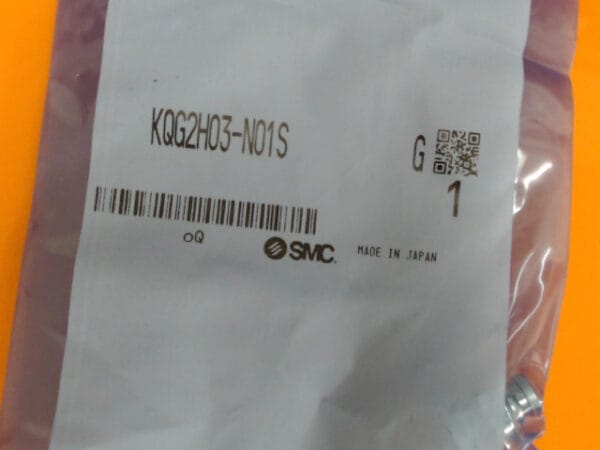 KQG2H03-N01S
G
1
oQ
SMC.
MADE IN JAPAN